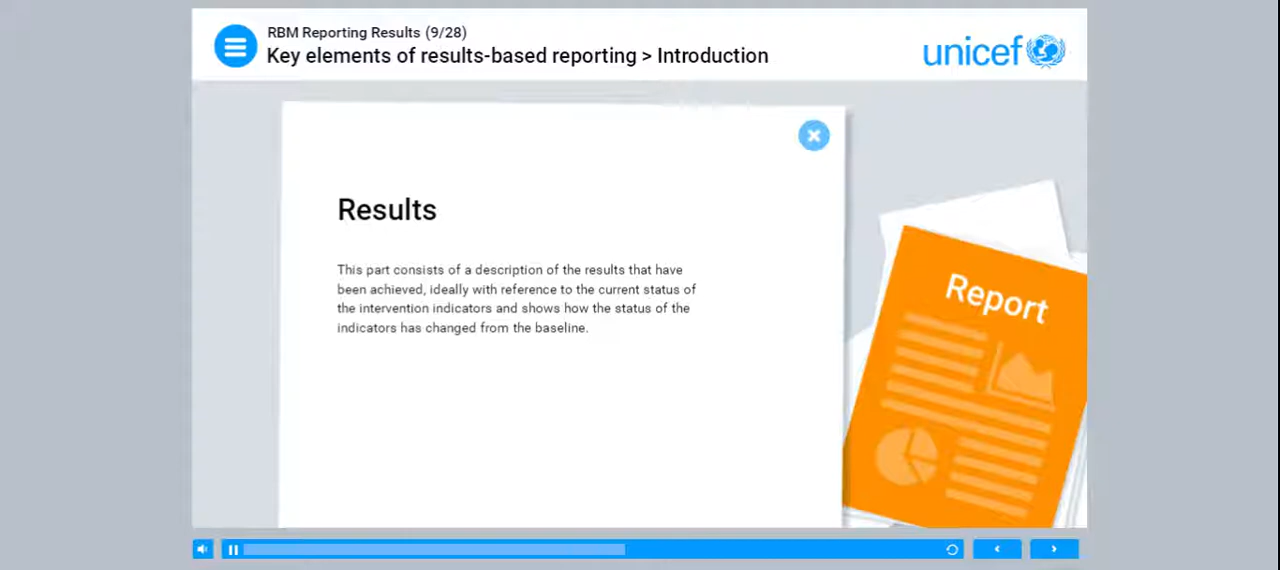 RBM Reporting Results (9/28)
Key elements of results-based reporting > Introduction
unicef
Results
This part consists of a description of the results that have
been achieved, ideally with reference to the current status of
the intervention indicators and shows how the status of the
indicators has changed from the baseline.
Report